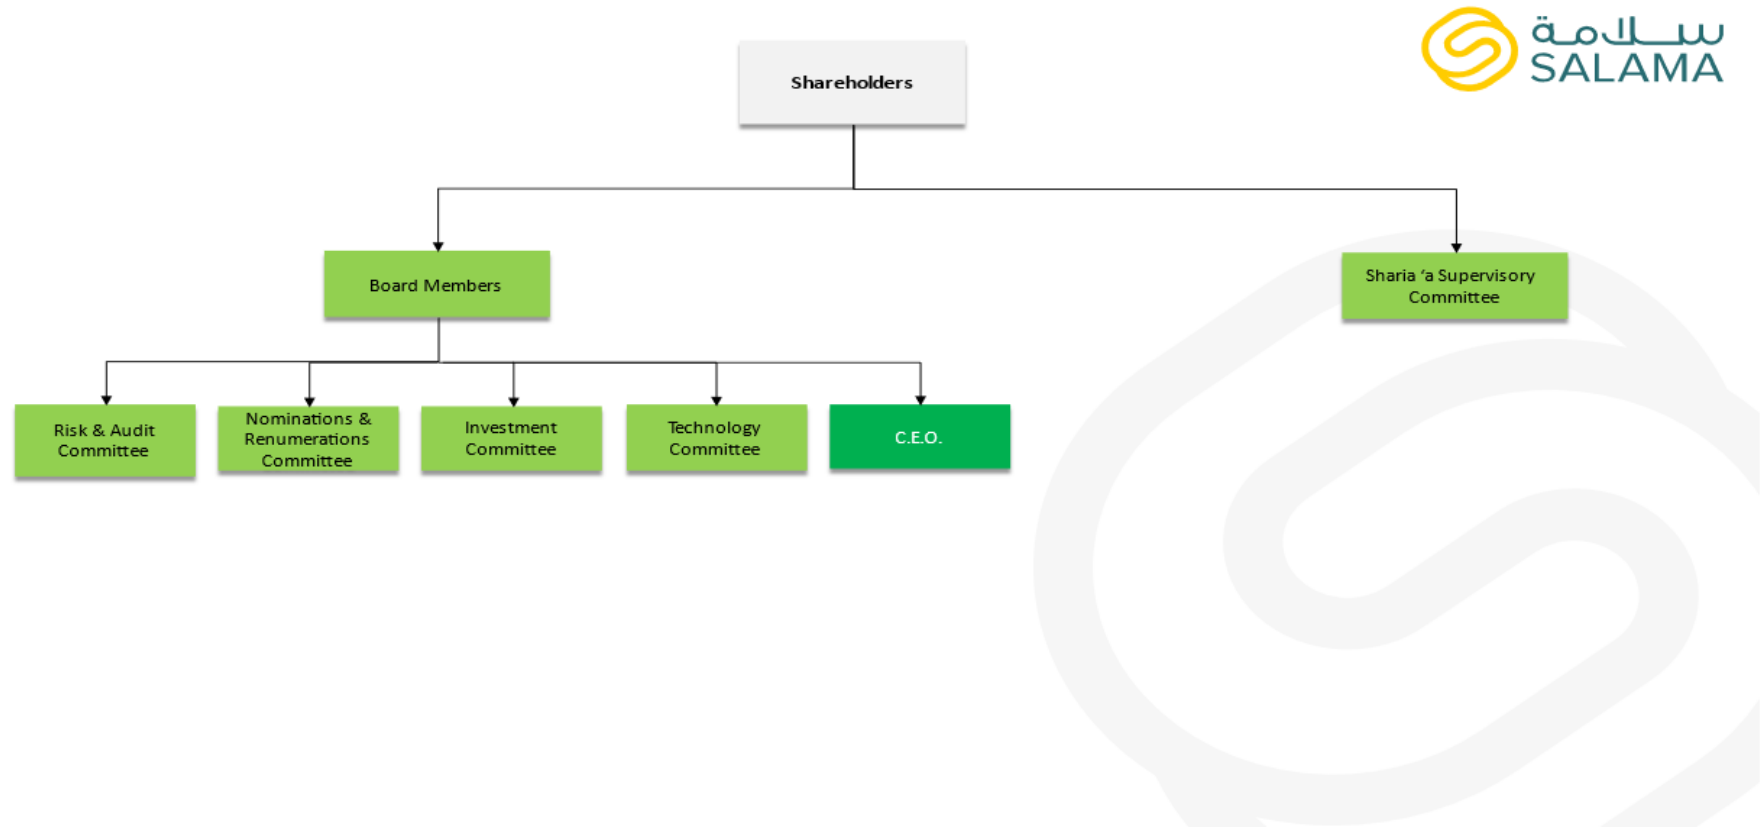 سلامة
SALAMA
Shareholders
Board Members
Sharia ‘a Supervisory
Committee
Risk & Audit
Committee
Nominations &
Renumerations
Committee
Investment
Committee
Technology
Committee
C.E.O.